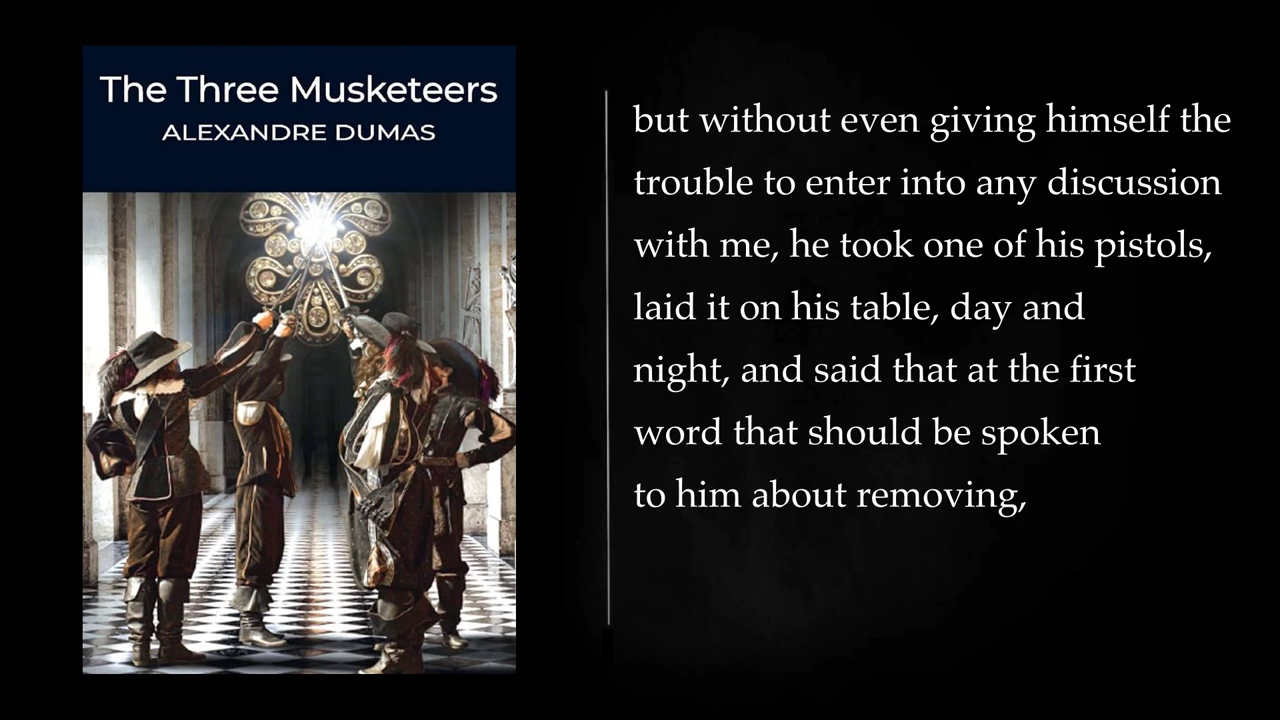 The Three Musketeers
ALEXANDRE DUMAS
but without even giving himself the
trouble to enter into any discussion
with me, he took one of his pistols,
laid it on his table, day and
night, and said that at the first
word that should be spoken
to him about removing,